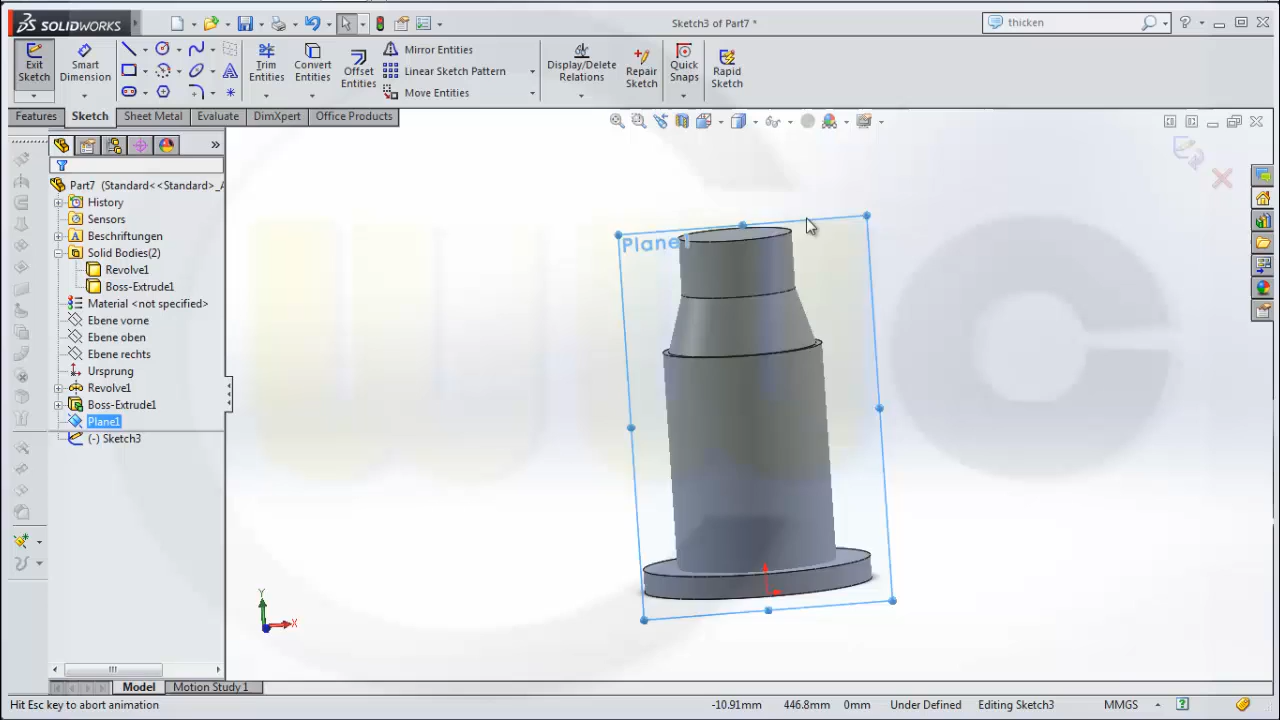 SOLIDWORKS
Sketch3 of Part7 *
thicken
Exit Sketch
Smart Dimension
Trim Entities
Convert Entities
Offset Entities
Mirror Entities
Linear Sketch Pattern
Move Entities
Display/Delete Relations
Repair Sketch
Quick Snaps
Rapid Sketch
Features
Sketch
Sheet Metal
Evaluate
DimXpert
Office Products
Part7 (Standard<<Standard>_A
History
Sensors
Beschriftungen
Solid Bodies(2)
Revolve1
Boss-Extrude1
Material <not specified>
Ebene vorne
Ebene oben
Ebene rechts
Ursprung
Revolve1
Boss-Extrude1
Plane1
(-) Sketch3
Plane1
Y
X
Model
Motion Study 1
Hit Esc key to abort animation
-10.91mm
446.8mm
0mm
Under Defined
Editing Sketch3
MMGS